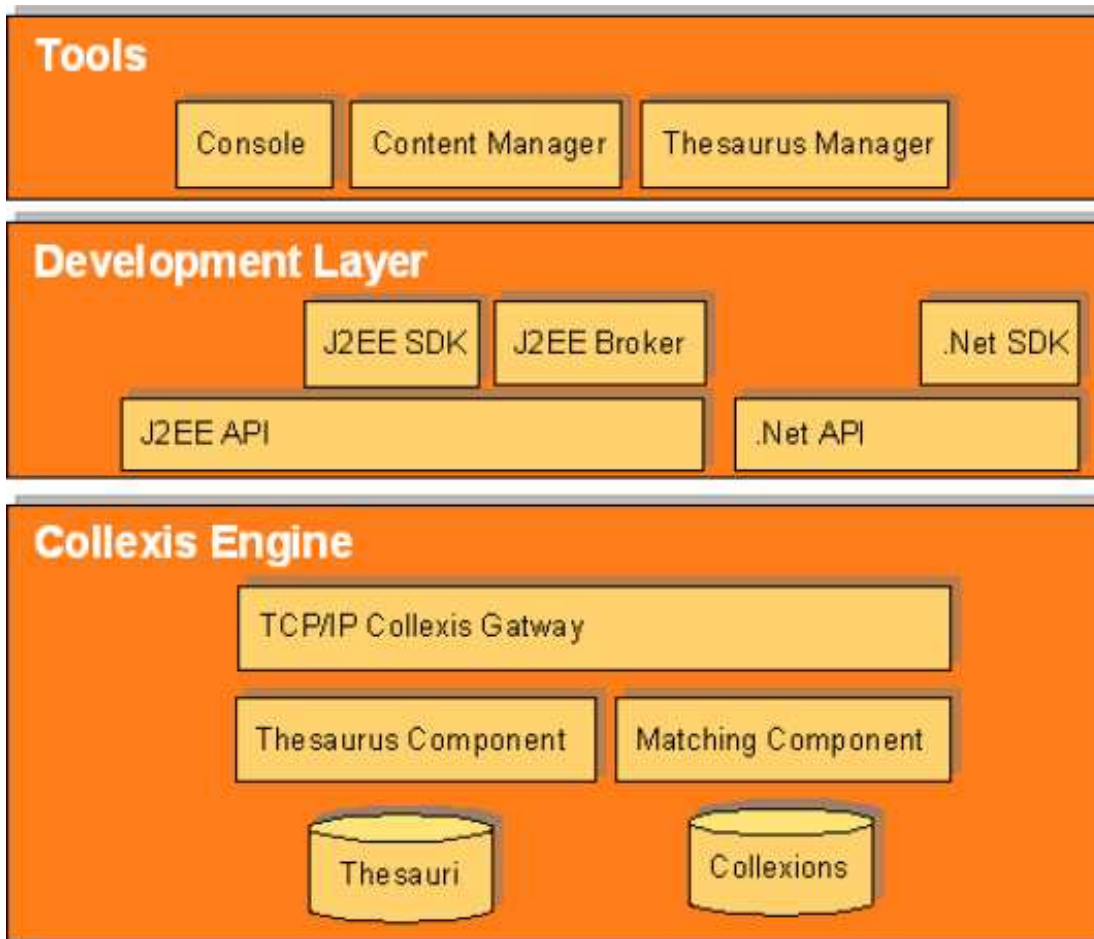 Tools
Console
Content Manager
Thesaurus Manager
Development Layer
J2EE SDK
J2EE Broker
.Net SDK
J2EE API
.Net API
Collexis Engine
TCP/IP Collexis Gatway
Thesaurus Component
Matching Component
Thesauri
Collexions